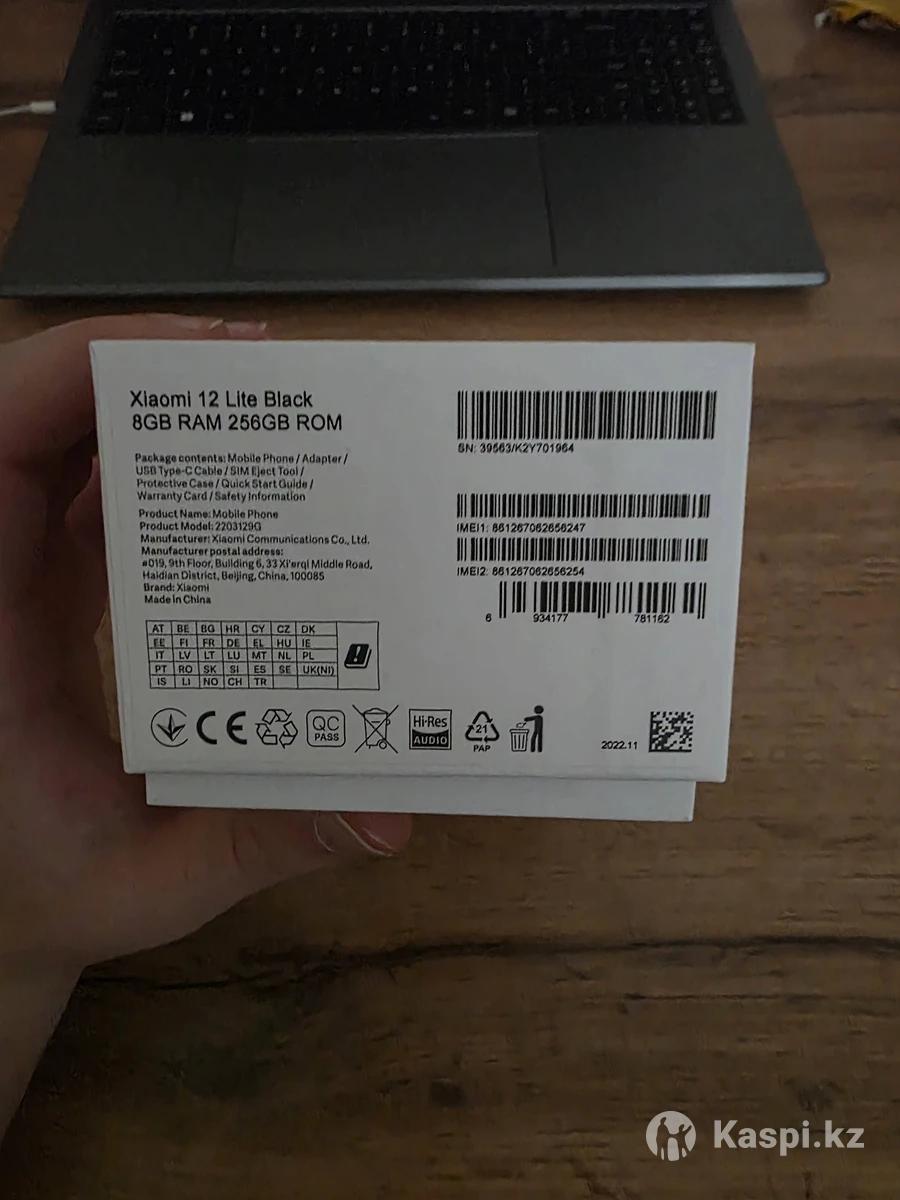 Xiaomi 12 Lite Black
8GB RAM 256GB ROM
Package contents: Mobile Phone / Adapter /
USB Type-C Cable / SIM Eject Tool /
Protective Case / Quick Start Guide /
Warranty Card / Safety Information
Product Name: Mobile Phone
Product Model: 2203129G
Manufacturer: Xiaomi Communications Co., Ltd.
Manufacturer postal address:
#019, 9th Floor, Building 6, 33 Xi'erqi Middle Road,
Haidian District, Beijing, China, 100085
Brand: Xiaomi
Made in China
AT BE BG HR CY CZ DK
EE FI FR DE EL HU IE
IT LV LT LU MT NL PL
PT RO SK SI ES SE UK(NI)
IS LI NO CH TR
SN: 39563/K2Y701964
IMEI1: 861267062656247
IMEI2: 861267062656254
6 934177 781162
CE
QC
PASS
Hi-Res
AUDIO
21
PAP
2022.11
Kaspi.kz